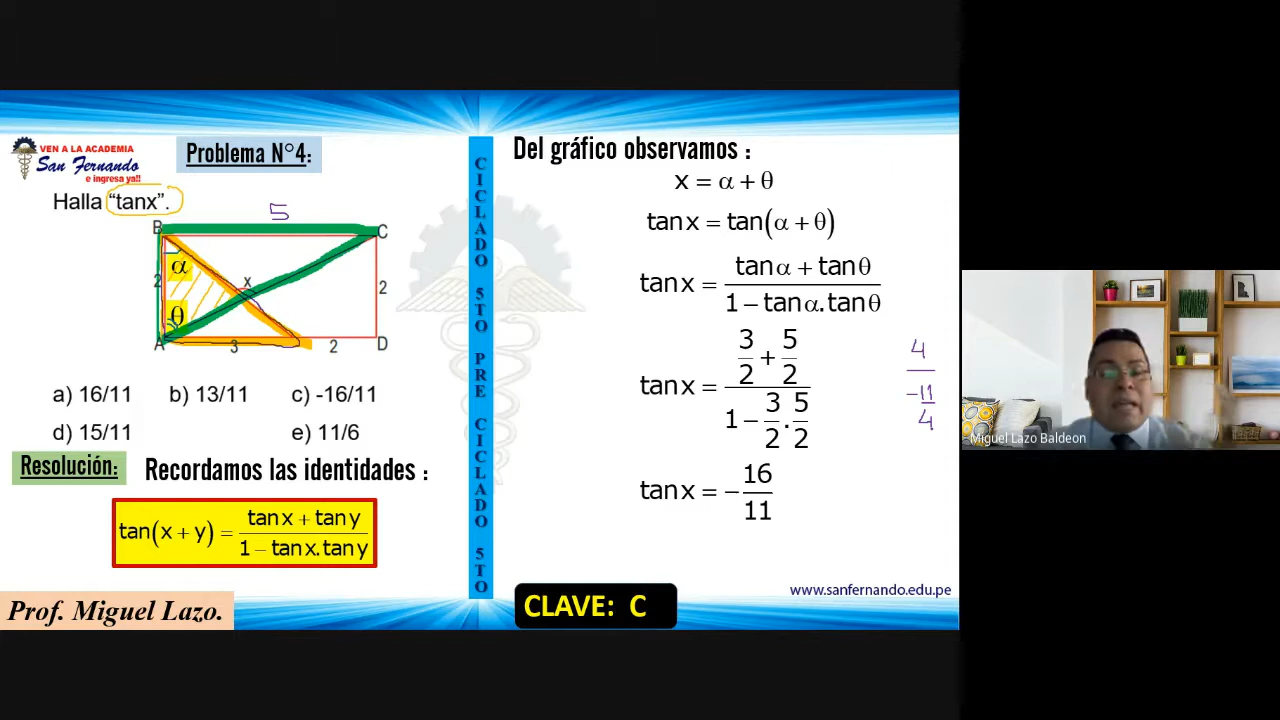 VEN A LA ACADEMIA
San Fernando
e ingresa ya!!
Problema N°4:
Halla “tanx”.
5
B
C
α
2
x
2
θ
A
3
2
D
a) 16/11 b) 13/11 c) -16/11
d) 15/11 e) 11/6
Resolución: Recordamos las identidades :
tan(x + y) = (tanx + tany)/(1 − tanx.tany)
Prof. Miguel Lazo.
CICLADO 5TO PRE CICLADO 5TO
Del gráfico observamos :
x = α + θ
tanx = tan(α + θ)
tanx = (tanα + tanθ)/(1 − tanα.tanθ)
tanx = (3/2 + 5/2)/(1 − 3/2.5/2)
4
-11
4
tanx = −16/11
www.sanfernando.edu.pe
CLAVE: C
Miguel Lazo Baldeon